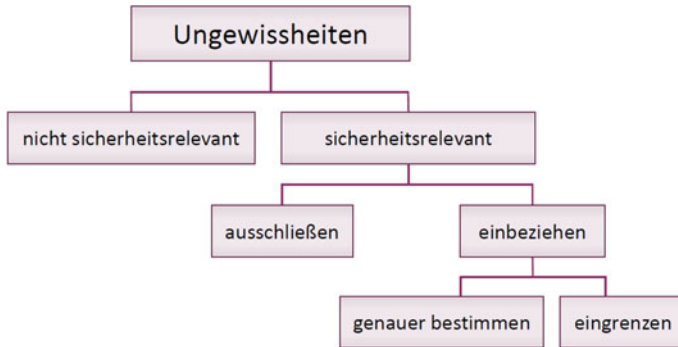 Ungewissheiten
nicht sicherheitsrelevant
sicherheitsrelevant
ausschließen
einbeziehen
genauer bestimmen
eingrenzen